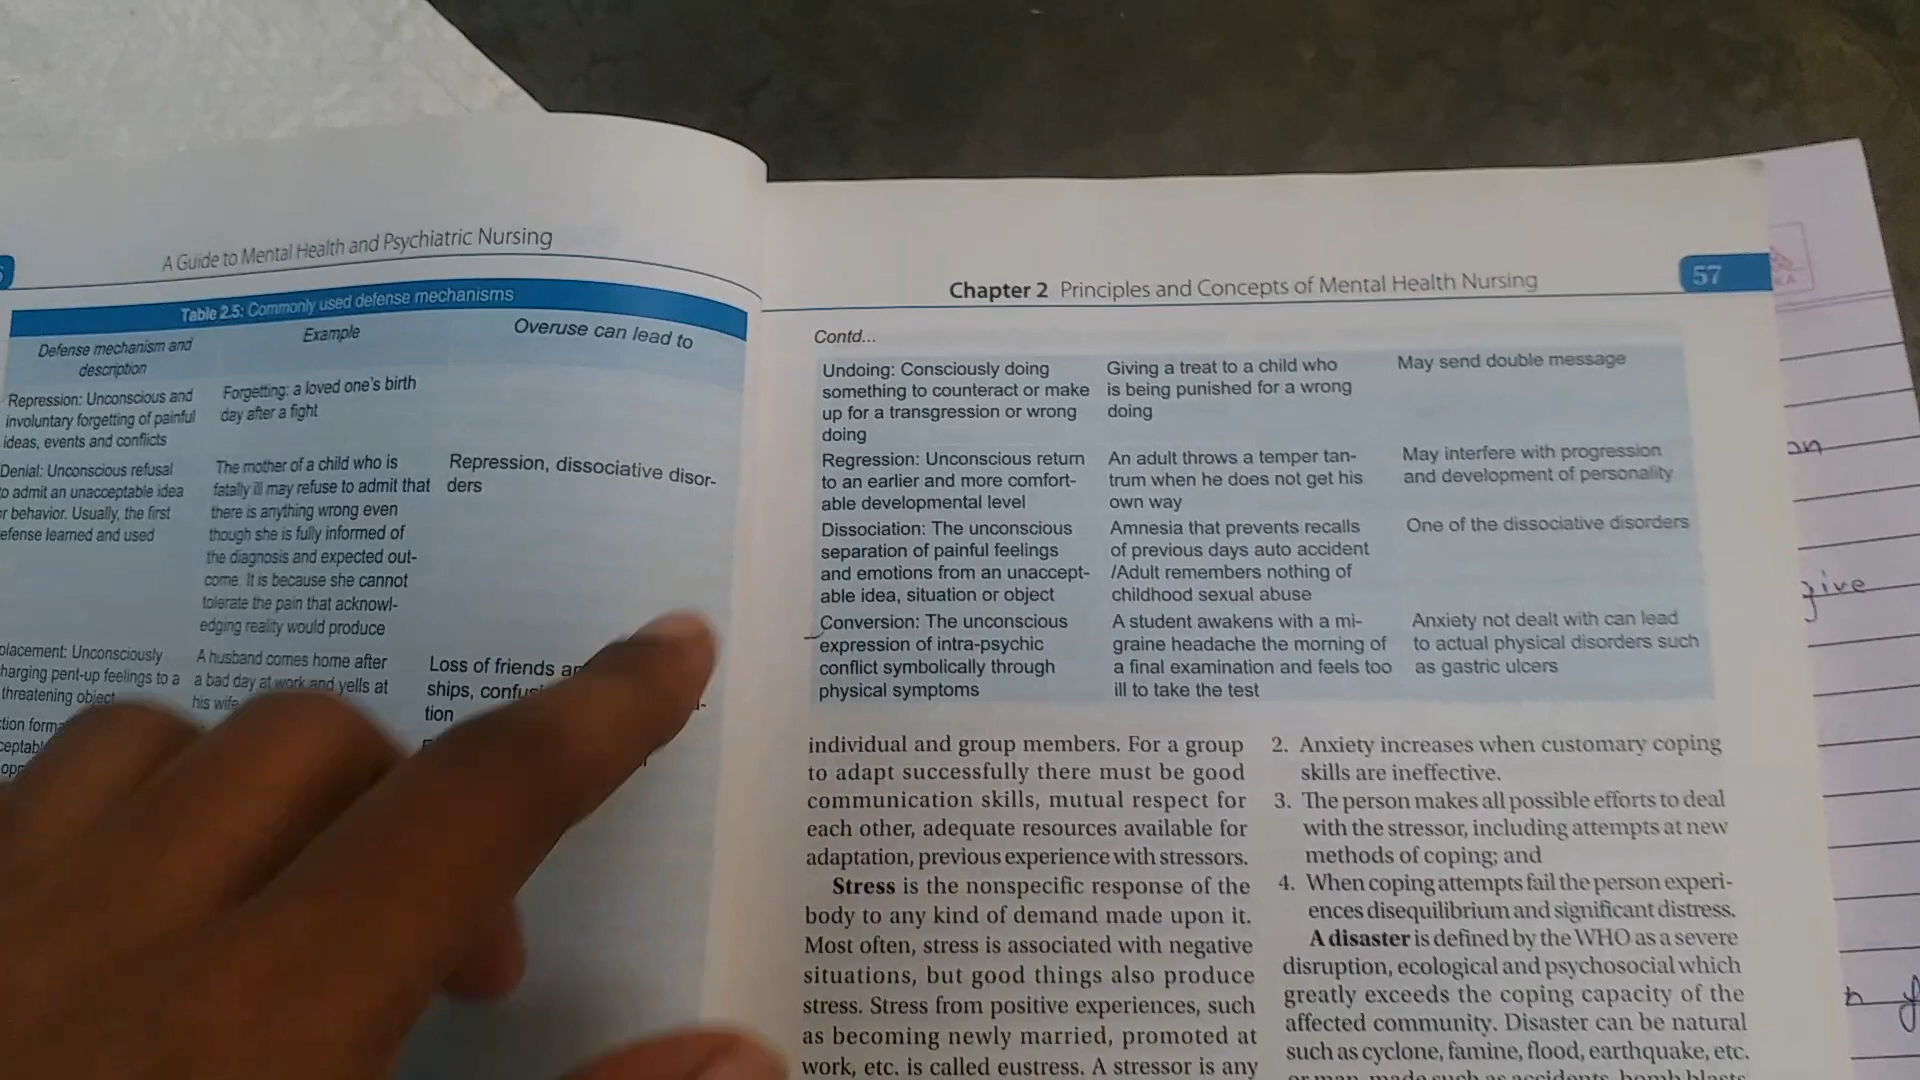 A Guide to Mental Health and Psychiatric Nursing
Table 2.5: Commonly used defense mechanisms
Defense mechanism and
description
Example
Overuse can lead to
Repression: Unconscious and
involuntary forgetting of painful
ideas, events and conflicts
Forgetting: a loved one's birth
day after a fight
Denial: Unconscious refusal
to admit an unacceptable idea
or behavior. Usually, the first
efense learned and used
The mother of a child who is
fatally ill may refuse to admit that
there is anything wrong even
though she is fully informed of
the diagnosis and expected out-
come. It is because she cannot
tolerate the pain that acknowl-
edging reality would produce
Repression, dissociative disor-
ders
placement: Unconsciously
harging pent-up feelings to a
threatening object
A husband comes home after
a bad day at work and yells at
his wife
Loss of friends
ships,
tion
Chapter 2 Principles and Concepts of Mental Health Nursing
57
Contd...
Undoing: Consciously doing
something to counteract or make
up for a transgression or wrong
doing
Giving a treat to a child who
is being punished for a wrong
doing
May send double message
Regression: Unconscious return
to an earlier and more comfort-
able developmental level
An adult throws a temper tan-
trum when he does not get his
own way
May interfere with progression
and development of personality
Dissociation: The unconscious
separation of painful feelings
and emotions from an unaccept-
able idea, situation or object
Amnesia that prevents recalls
of previous days auto accident
/Adult remembers nothing of
childhood sexual abuse
One of the dissociative disorders
Conversion: The unconscious
expression of intra-psychic
conflict symbolically through
physical symptoms
A student awakens with a mi-
graine headache the morning of
a final examination and feels too
ill to take the test
Anxiety not dealt with can lead
to actual physical disorders such
as gastric ulcers
individual and group members. For a group
to adapt successfully there must be good
communication skills, mutual respect for
each other, adequate resources available for
adaptation, previous experience with stressors.
Stress is the nonspecific response of the
body to any kind of demand made upon it.
Most often, stress is associated with negative
situations, but good things also produce
stress. Stress from positive experiences, such
as becoming newly married, promoted at
work, etc. is called eustress. A stressor is any
2. Anxiety increases when customary coping
skills are ineffective.
3. The person makes all possible efforts to deal
with the stressor, including attempts at new
methods of coping; and
4. When coping attempts fail the person experi-
ences disequilibrium and significant distress.
A disaster is defined by the WHO as a severe
disruption, ecological and psychosocial which
greatly exceeds the coping capacity of the
affected community. Disaster can be natural
such as cyclone, famine, flood, earthquake, etc.
or man-made such as accidents, bomb blasts
give